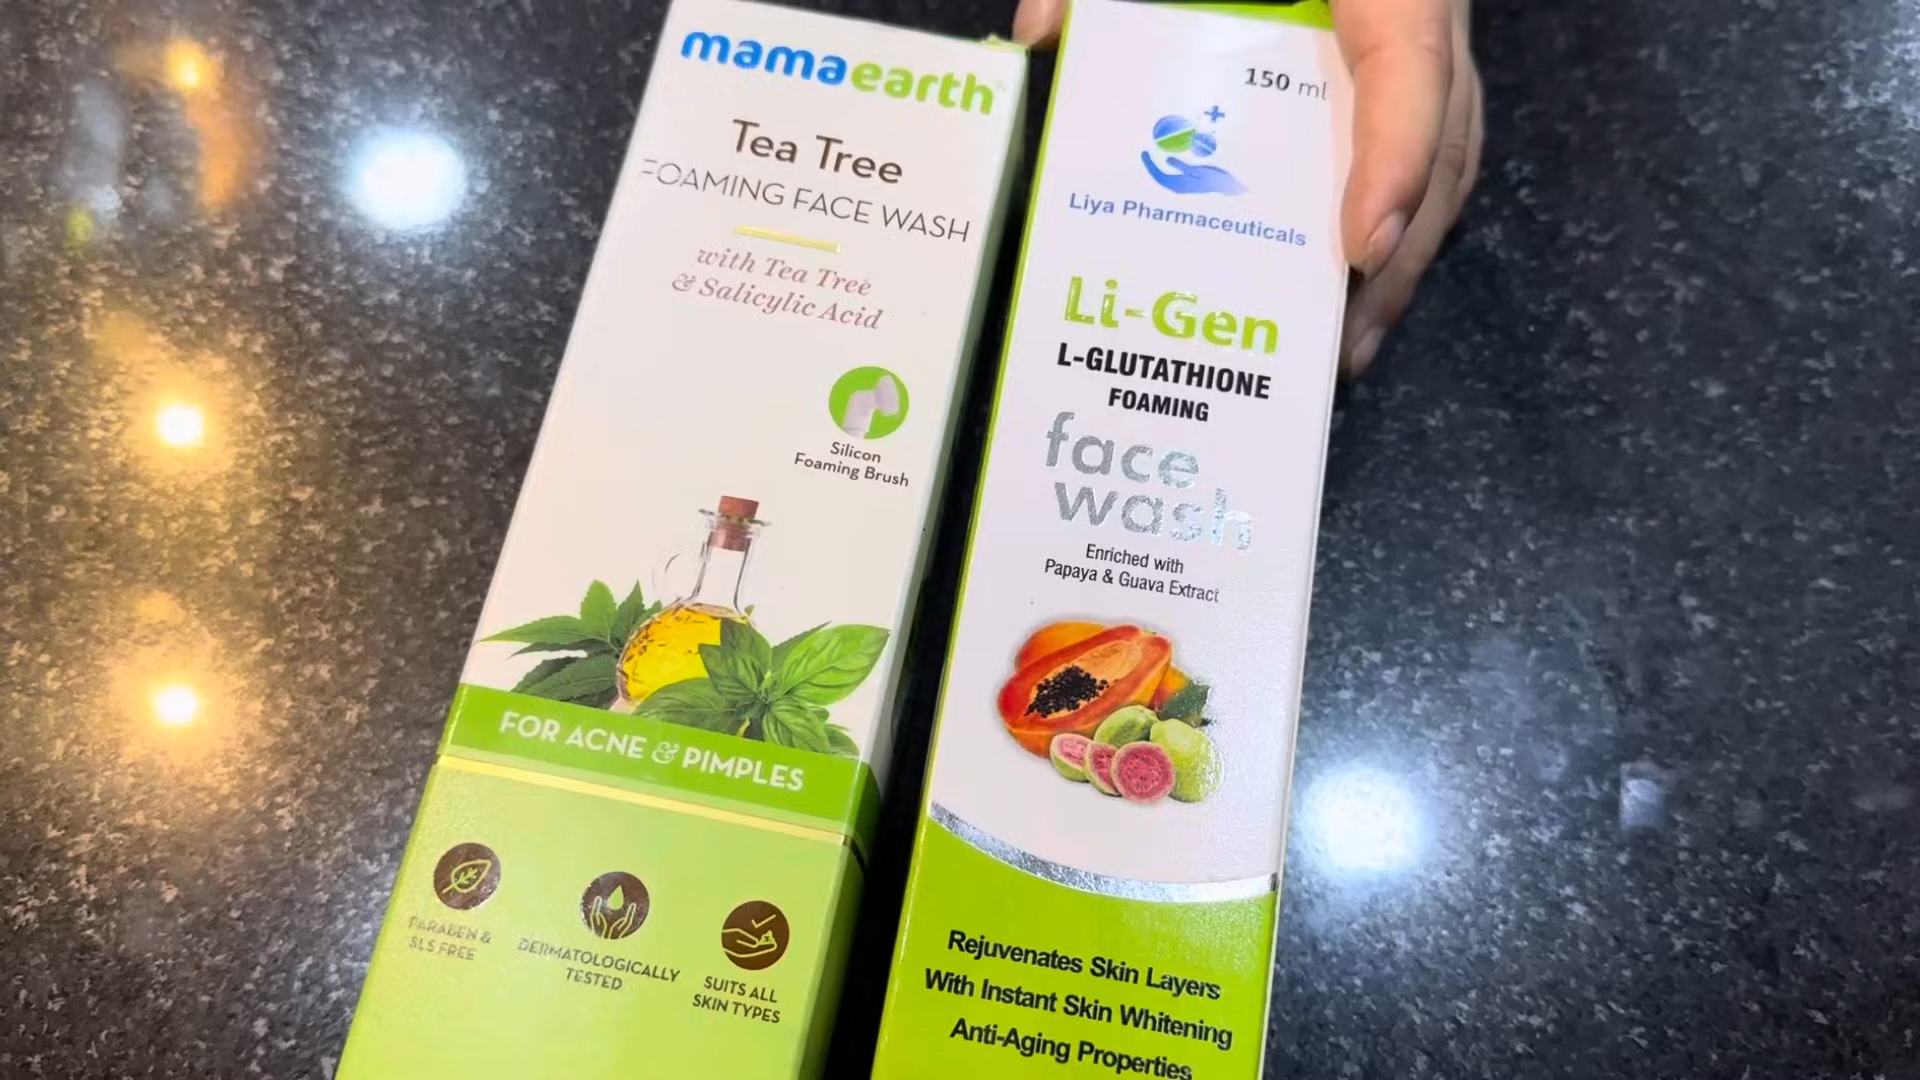 mamaearth
Tea Tree
FOAMING FACE WASH
with Tea Tree
& Salicylic Acid
Silicon
Foaming Brush
FOR ACNE & PIMPLES
PARABEN &
SLS FREE
DERMATOLOGICALLY
TESTED
SUITS ALL
SKIN TYPES
150 ml
Liya Pharmaceuticals
Li-Gen
L-GLUTATHIONE
FOAMING
face
wash
Enriched with
Papaya & Guava Extract
Rejuvenates Skin Layers
With Instant Skin Whitening
Anti-Aging Properties